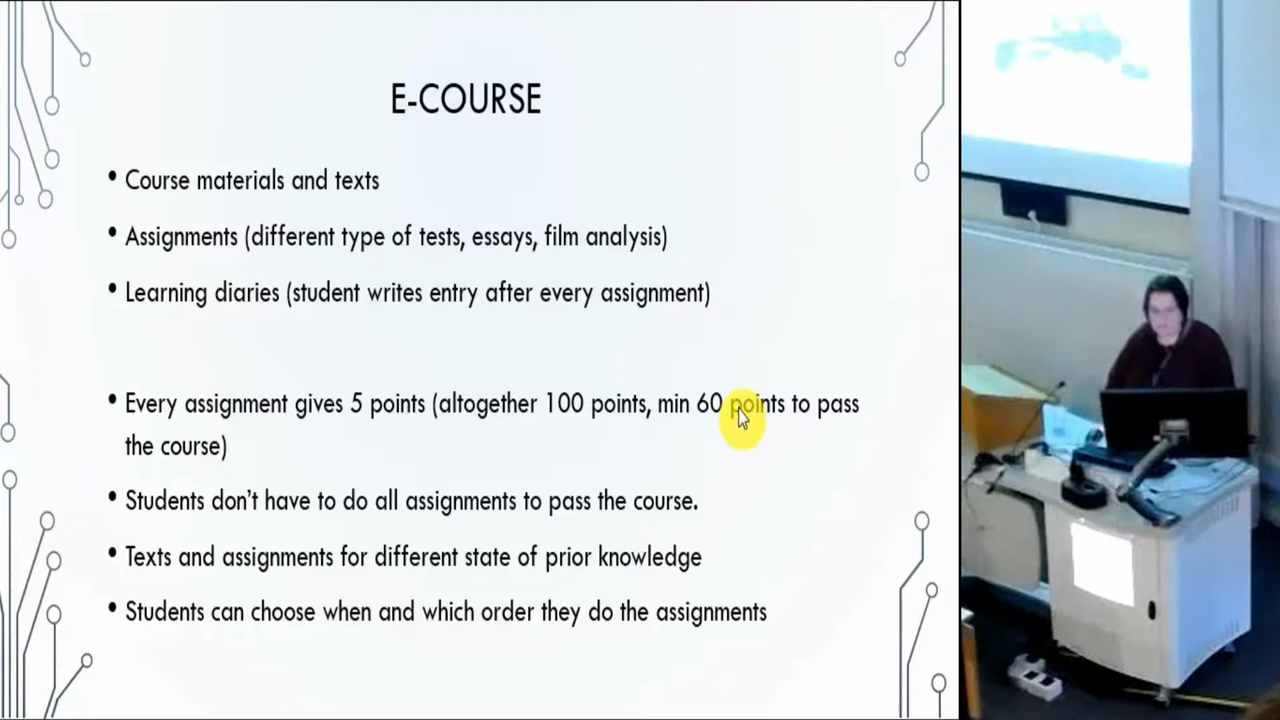 E-COURSE
• Course materials and texts
• Assignments (different type of tests, essays, film analysis)
• Learning diaries (student writes entry after every assignment)
• Every assignment gives 5 points (altogether 100 points, min 60 points to pass
the course)
• Students don't have to do all assignments to pass the course.
• Texts and assignments for different state of prior knowledge
• Students can choose when and which order they do the assignments